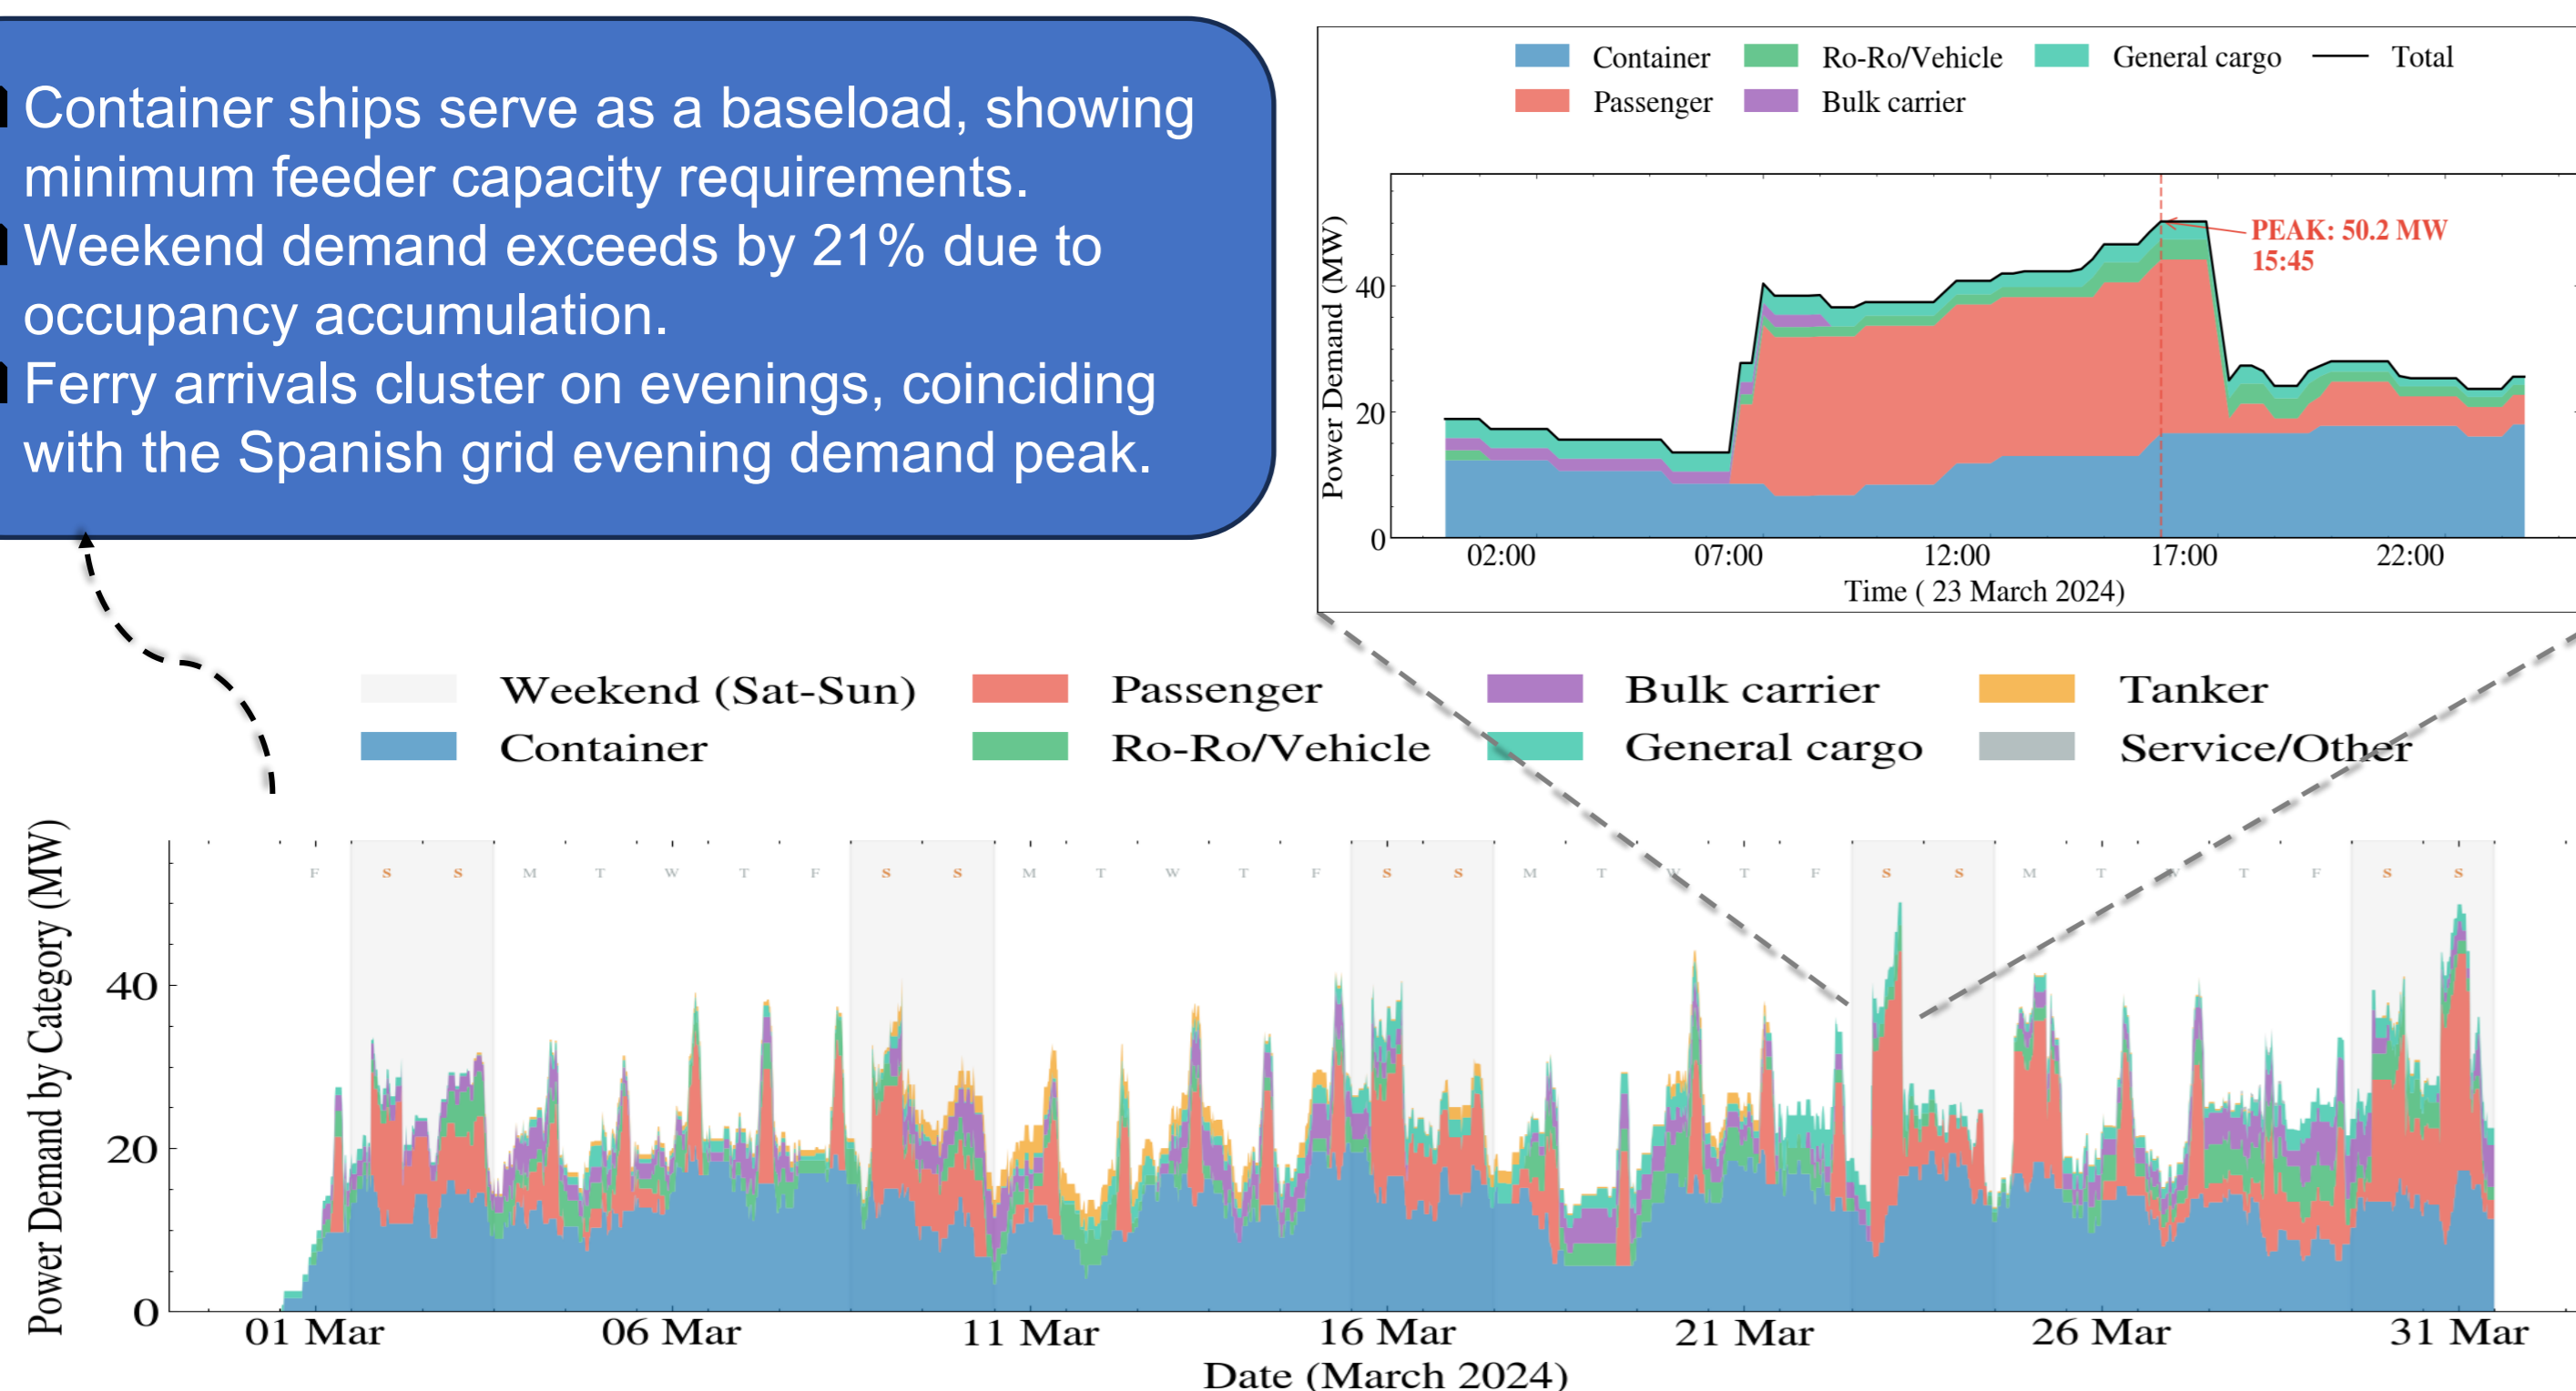 Container ships serve as a baseload, showing
minimum feeder capacity requirements.
Weekend demand exceeds by 21% due to
occupancy accumulation.
Ferry arrivals cluster on evenings, coinciding
with the Spanish grid evening demand peak.
Container Ro-Ro/Vehicle General cargo Total
Passenger Bulk carrier
Power Demand (MW)
40
20
0
PEAK: 50.2 MW
15:45
02:00 07:00 12:00 17:00 22:00
Time ( 23 March 2024)
Weekend (Sat-Sun) Passenger Bulk carrier Tanker
Container Ro-Ro/Vehicle General cargo Service/Other
Power Demand by Category (MW)
F S S M T W T F S S M T W T F S S M T W T F S S M T W T F S S
40
20
0
01 Mar 06 Mar 11 Mar 16 Mar 21 Mar 26 Mar 31 Mar
Date (March 2024)